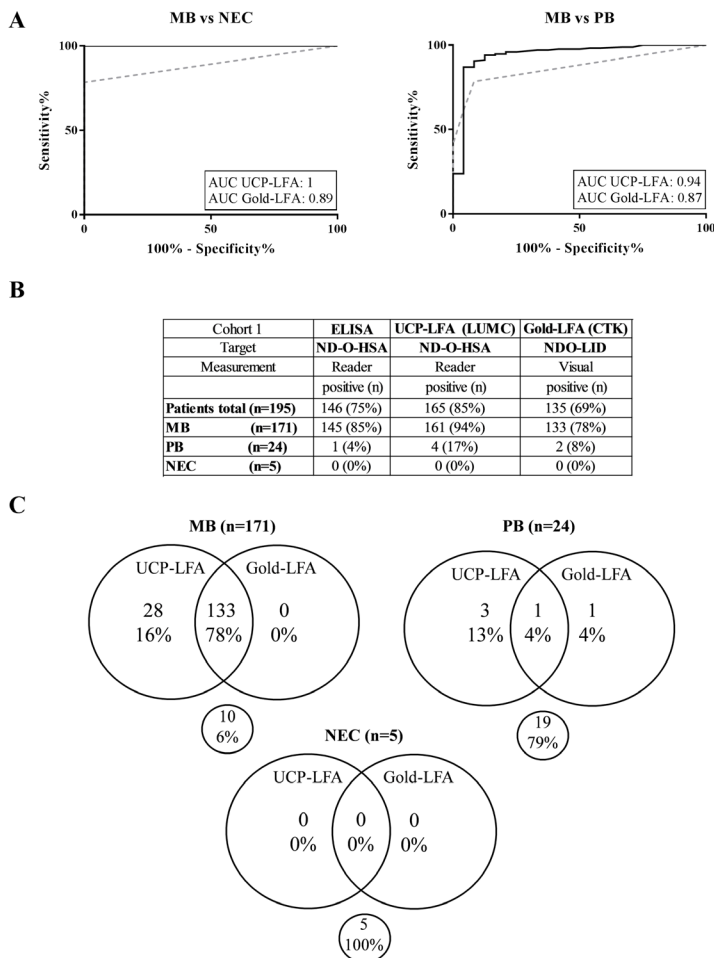 A
MB vs NEC
MB vs PB
100
50
0
Sensitivity%
0
50
100
100% - Specificity%
AUC UCP-LFA: 1
AUC Gold-LFA: 0.89
100
50
0
Sensitivity%
0
50
100
100% - Specificity%
AUC UCP-LFA: 0.94
AUC Gold-LFA: 0.87
B
Cohort 1 ELISA UCP-LFA (LUMC) Gold-LFA (CTK)
Target ND-O-HSA ND-O-HSA NDO-LID
Measurement Reader Reader Visual
positive (n) positive (n) positive (n)
Patients total (n=195) 146 (75%) 165 (85%) 135 (69%)
MB (n=171) 145 (85%) 161 (94%) 133 (78%)
PB (n=24) 1 (4%) 4 (17%) 2 (8%)
NEC (n=5) 0 (0%) 0 (0%) 0 (0%)
C
MB (n=171)
UCP-LFA Gold-LFA
28 133 0
16% 78% 0%
10
6%
PB (n=24)
UCP-LFA Gold-LFA
3 1 1
13% 4% 4%
19
79%
NEC (n=5)
UCP-LFA Gold-LFA
0 0 0
0% 0% 0%
5
100%